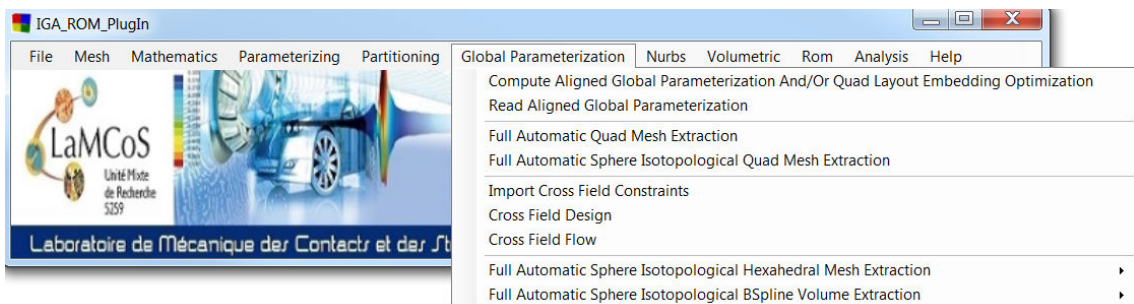 IGA_ROM_PlugIn
File Mesh Mathematics Parameterizing Partitioning Global Parameterization Nurbs Volumetric Rom Analysis Help
Compute Aligned Global Parameterization And/Or Quad Layout Embedding Optimization
Read Aligned Global Parameterization
Full Automatic Quad Mesh Extraction
Full Automatic Sphere Isotopological Quad Mesh Extraction
Import Cross Field Constraints
Cross Field Design
Cross Field Flow
Full Automatic Sphere Isotopological Hexahedral Mesh Extraction
Full Automatic Sphere Isotopological BSpline Volume Extraction
LaMCoS
Unité Mixte
de Recherche
5259
Laboratoire de Mécanique des Contacts et des St